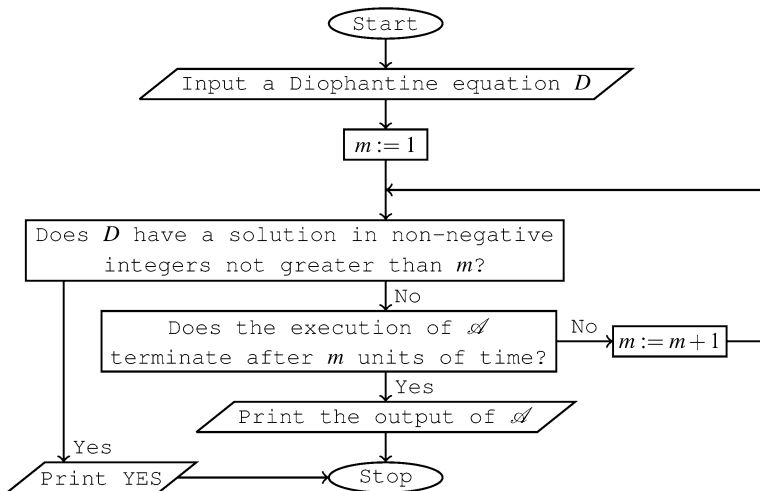 Start
Input a Diophantine equation D
m := 1
Does D have a solution in non-negative
integers not greater than m?
No
Does the execution of 𝒜
terminate after m units of time?
No
m := m + 1
Yes
Print the output of 𝒜
Yes
Print YES
Stop